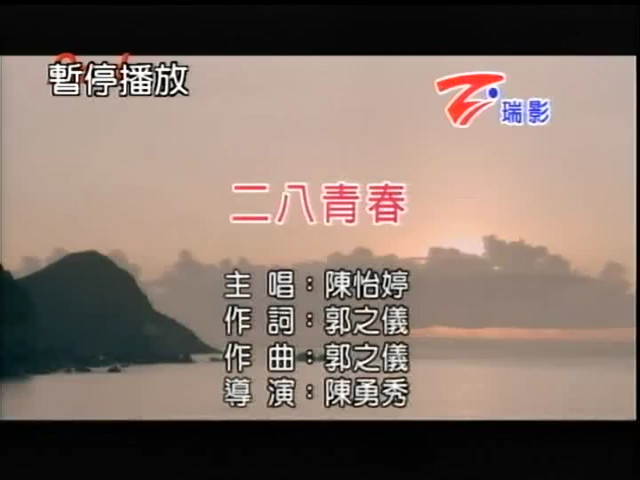 暫停播放
瑞影
二八青春
主 唱：陳怡婷
作 詞：郭之儀
作 曲：郭之儀
導 演：陳勇秀